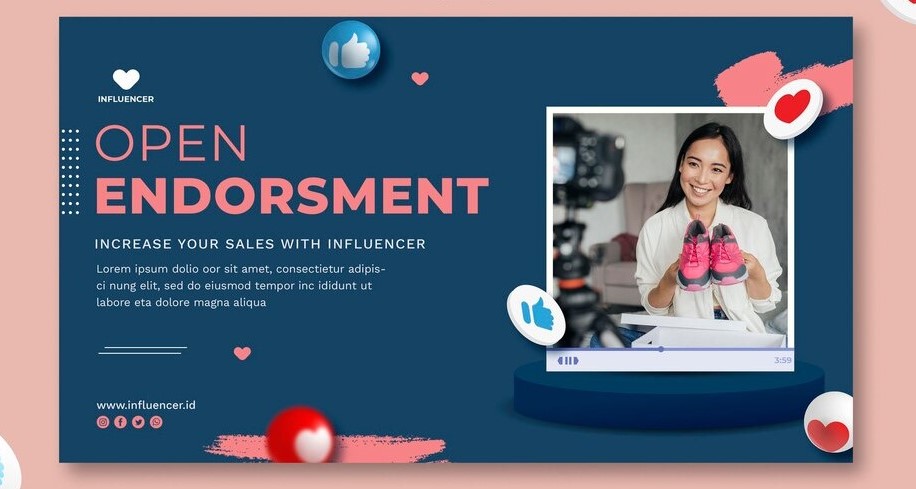 INFLUENCER
OPEN
ENDORSMENT
INCREASE YOUR SALES WITH INFLUENCER
Lorem ipsum dolio oor sit amet, consectietur adipis-
ci nung elit, sed do eiusmod tempor inc ididunt ut
labore eta dolore magna aliqua
3:59
www.influencer.id